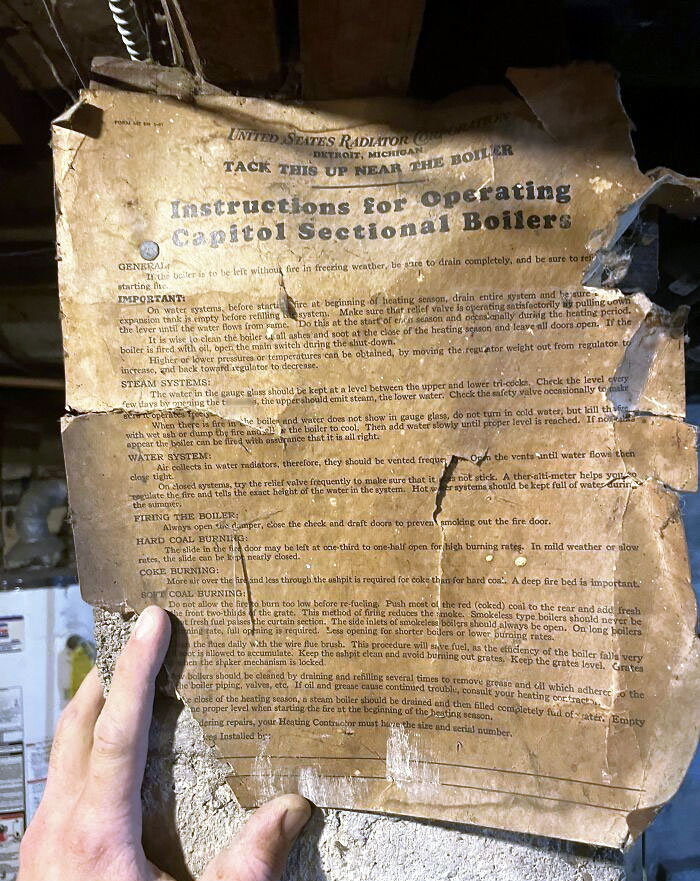 UNITED STATES RADIATOR CORPORATION
DETROIT, MICHIGAN
TACK THIS UP NEAR THE BOILER
Instructions for Operating
Capitol Sectional Boilers
GENERAL:
If the boiler is to be left without fire in freezing weather, be sure to drain completely, and be sure to
starting fire.
IMPORTANT:
On water systems, before starti fire at beginning of heating season, drain entire system and be sure
expansion tank is empty before refilling system. Make sure that relief valve is operating satisfactorily by pulling down
the lever until the water flows from same. Do this at the start of each season and occasionally during the heating period.
It is wise to clean the boiler of all ashes and soot at the close of the heating season and leave all doors open. If the
boiler is fired with oil, open the main switch during the shut-down.
Higher or lower pressures or temperatures can be obtained, by moving the regulator weight out from regulator to
increase, and back toward regulator to decrease.
STEAM SYSTEMS:
The water in the gauge glass should be kept at a level between the upper and lower tri-cocks. Check the level every
few days by opening the t s, the upper should emit steam, the lower water. Check the safety valve occasionally to make
it operates freely.
When there is fire in the boiler and water does not show in gauge glass, do not turn in cold water, but kill the fire
with wet ash or dump the fire and the boiler to cool. Then add water slowly until proper level is reached. If no
appear the boiler can be fired with assurance that it is all right.
WATER SYSTEM:
Air collects in water radiators, therefore, they should be vented freque Open the vents until water flows then
close tight.
On closed systems, try the relief valve frequently to make sure that it does not stick. A ther-alti-meter helps you to
regulate the fire and tells the exact height of the water in the system. Hot water systems should be kept full of water during
the summer.
FIRING THE BOILER:
Always open the damper, close the check and draft doors to prevent smoking out the fire door.
HARD COAL BURNING:
The slide in the fire door may be left at one-third to one-half open for high burning rates. In mild weather or slow
rates, the slide can be kept nearly closed.
COKE BURNING:
More air over the fire and less through the ashpit is required for coke than for hard coal. A deep fire bed is important.
SOFT COAL BURNING:
Do not allow the fire to burn too low before re-fueling. Push most of the red (coked) coal to the rear and add fresh
the front two-thirds of the grate. This method of firing reduces the smoke. Smokeless type boilers should never be
at fresh fuel passes the curtain section. The side inlets of smokeless boilers should always be open. On long boilers
ning rate, full opening is required. Less opening for shorter boilers or lower burning rates.
n the flues daily with the wire flue brush. This procedure will save fuel, as the efficiency of the boiler falls very
oot is allowed to accumulate. Keep the ashpit clean and avoid burning out grates. Keep the grates level. Grates
hen the shaker mechanism is locked.
w boilers should be cleaned by draining and refilling several times to remove grease and oil which adheres to the
he boiler piping, valves, etc. If oil and grease cause continued trouble, consult your heating contractor.
e close of the heating season, a steam boiler should be drained and then filled completely full of water. Empty
he proper level when starting the fire at the beginning of the heating season.
dering repairs, your Heating Contractor must have the size and serial number.
Installed by: